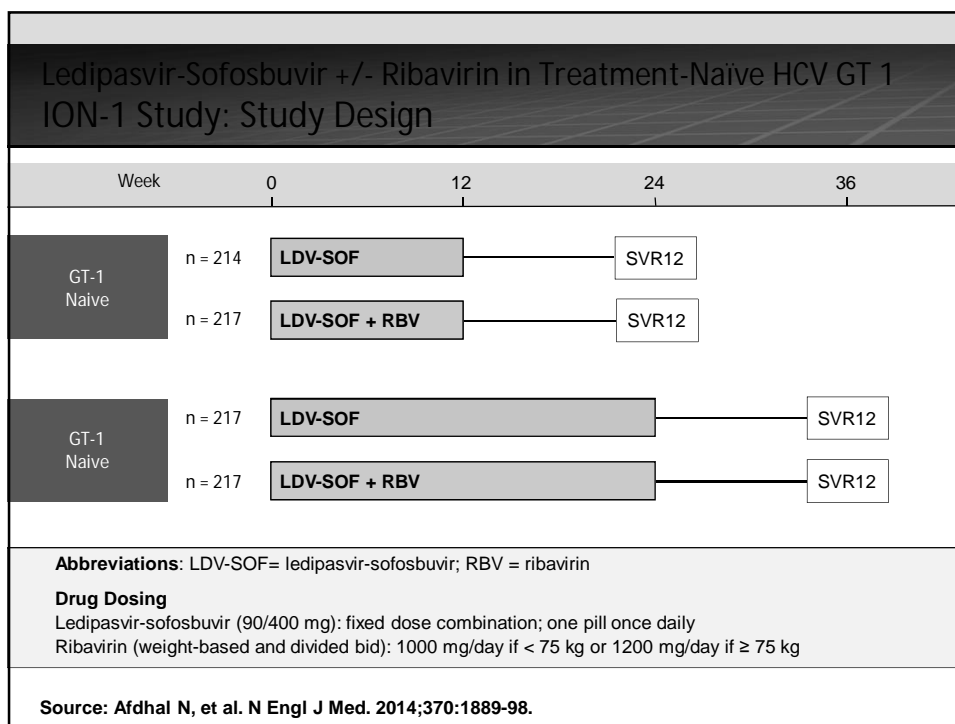 Ledipasvir-Sofosbuvir +/- Ribavirin in Treatment-Naïve HCV GT 1
ION-1 Study: Study Design
Week 0 12 24 36
GT-1
Naive
n = 214 LDV-SOF SVR12
n = 217 LDV-SOF + RBV SVR12
GT-1
Naive
n = 217 LDV-SOF SVR12
n = 217 LDV-SOF + RBV SVR12
Abbreviations: LDV-SOF= ledipasvir-sofosbuvir; RBV = ribavirin
Drug Dosing
Ledipasvir-sofosbuvir (90/400 mg): fixed dose combination; one pill once daily
Ribavirin (weight-based and divided bid): 1000 mg/day if < 75 kg or 1200 mg/day if ≥ 75 kg
Source: Afdhal N, et al. N Engl J Med. 2014;370:1889-98.